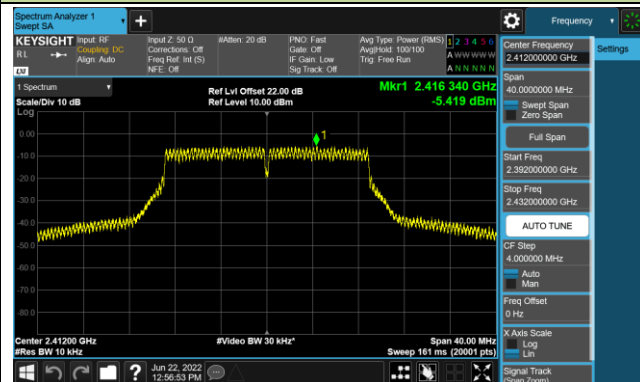 Spectrum Analyzer 1
Swept SA
Frequency
KEYSIGHT
RL
LXI
Input: RF
Coupling: DC
Align: Auto
Input Z: 50 Ω
Corrections: Off
Freq Ref: Int (S)
NFE: Off
#Atten: 20 dB
PNO: Fast
Gate: Off
IF Gain: Low
Sig Track: Off
Avg Type: Power (RMS)
Avg|Hold: 100/100
Trig: Free Run
1 2 3 4 5 6
A W W W W W
A N N N N N
1 Spectrum
Scale/Div 10 dB
Ref Lvl Offset 22.00 dB
Ref Level 10.00 dBm
Mkr1 2.416 340 GHz
-5.419 dBm
Log
0.00
-10.0
-20.0
-30.0
-40.0
-50.0
-60.0
-70.0
-80.0
1
Center 2.41200 GHz
#Res BW 10 kHz
#Video BW 30 kHz*
Span 40.00 MHz
Sweep 161 ms (20001 pts)
Jun 22, 2022
12:56:53 PM
Center Frequency
2.412000000 GHz
Settings
Span
40.0000000 MHz
Swept Span
Zero Span
Full Span
Start Freq
2.392000000 GHz
Stop Freq
2.432000000 GHz
AUTO TUNE
CF Step
4.000000 MHz
Auto
Man
Freq Offset
0 Hz
X Axis Scale
Log
Lin
Signal Track
(Span Zoom)